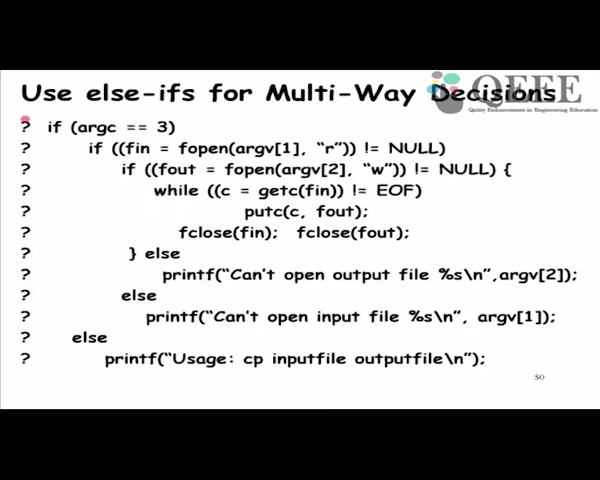 Use else-ifs for Multi-Way Decisions
QEEE
Quality Enhancement in Engineering Education
? if (argc == 3)
? if ((fin = fopen(argv[1], “r”)) != NULL)
? if ((fout = fopen(argv[2], “w”)) != NULL) {
? while ((c = getc(fin)) != EOF)
? putc(c, fout);
? fclose(fin); fclose(fout);
? } else
? printf(“Can’t open output file %s\n”,argv[2]);
? else
? printf(“Can’t open input file %s\n”, argv[1]);
? else
? printf(“Usage: cp inputfile outputfile\n”);
50